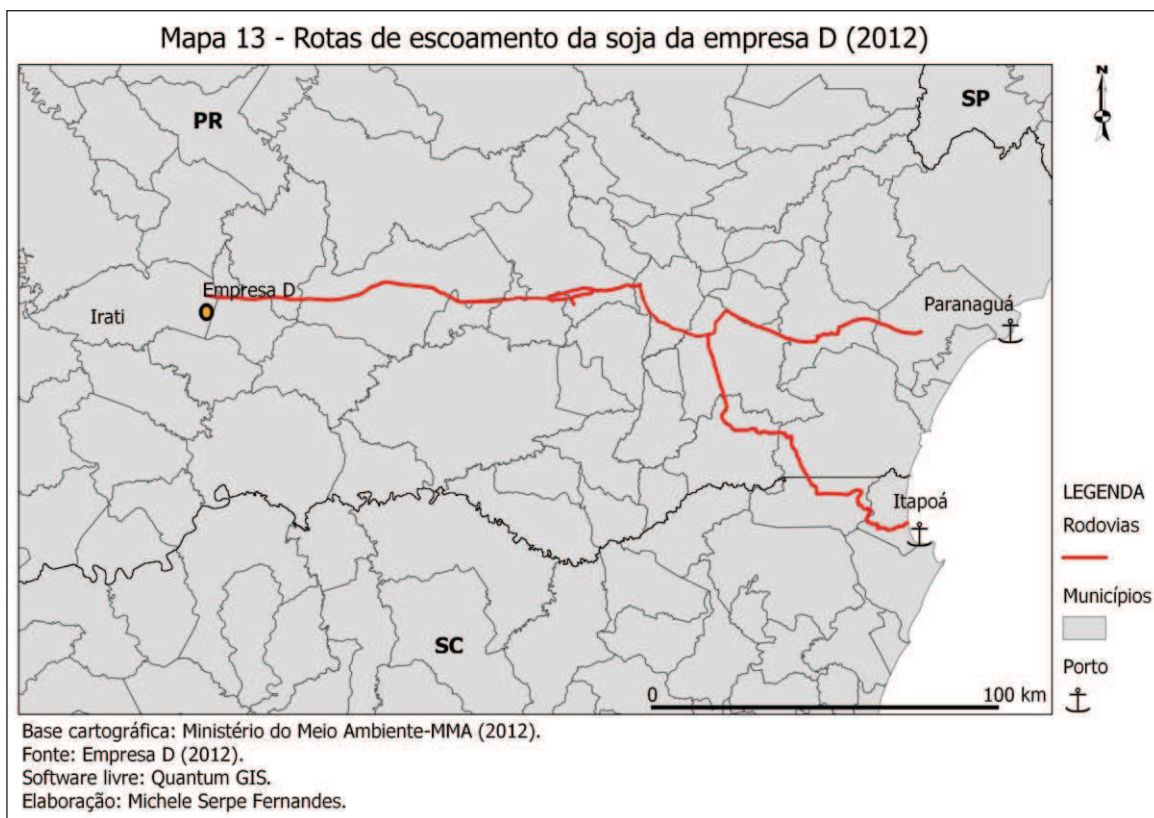 Mapa 13 - Rotas de escoamento da soja da empresa D (2012)
N
SP
PR
Empresa D
Paranaguá
Irati
LEGENDA
Itapoá
Rodovias
Municípios
SC
Porto
0 100 km
Base cartográfica: Ministério do Meio Ambiente-MMA (2012).
Fonte: Empresa D (2012).
Software livre: Quantum GIS.
Elaboração: Michele Serpe Fernandes.